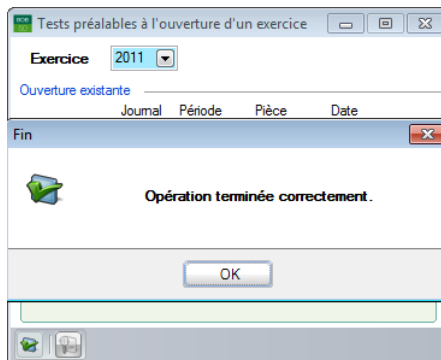 Tests préalables à l'ouverture d'un exercice
Exercice 2011
Ouverture existante
Journal Période Pièce Date
Fin
Opération terminée correctement.
OK